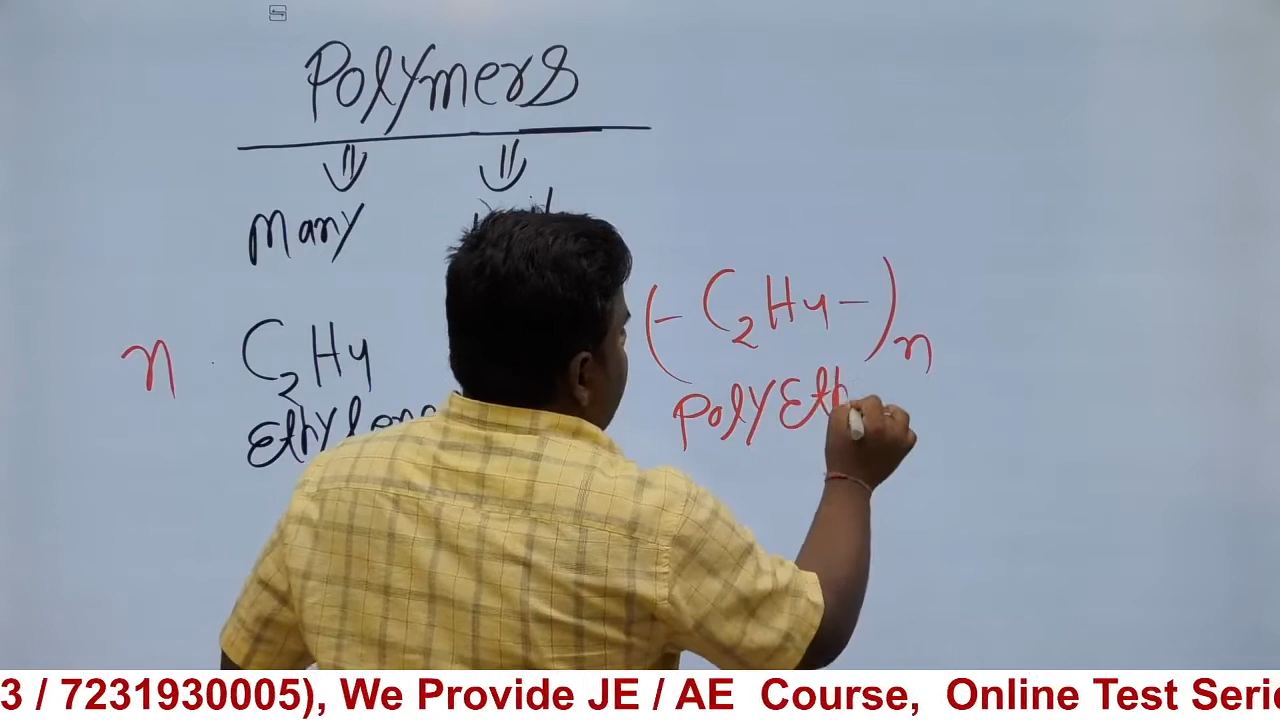 Polymers
Many
n C2H4 (- C2H4 -)n
Ethylene PolyEth
3 / 7231930005), We Provide JE / AE Course, Online Test Serie